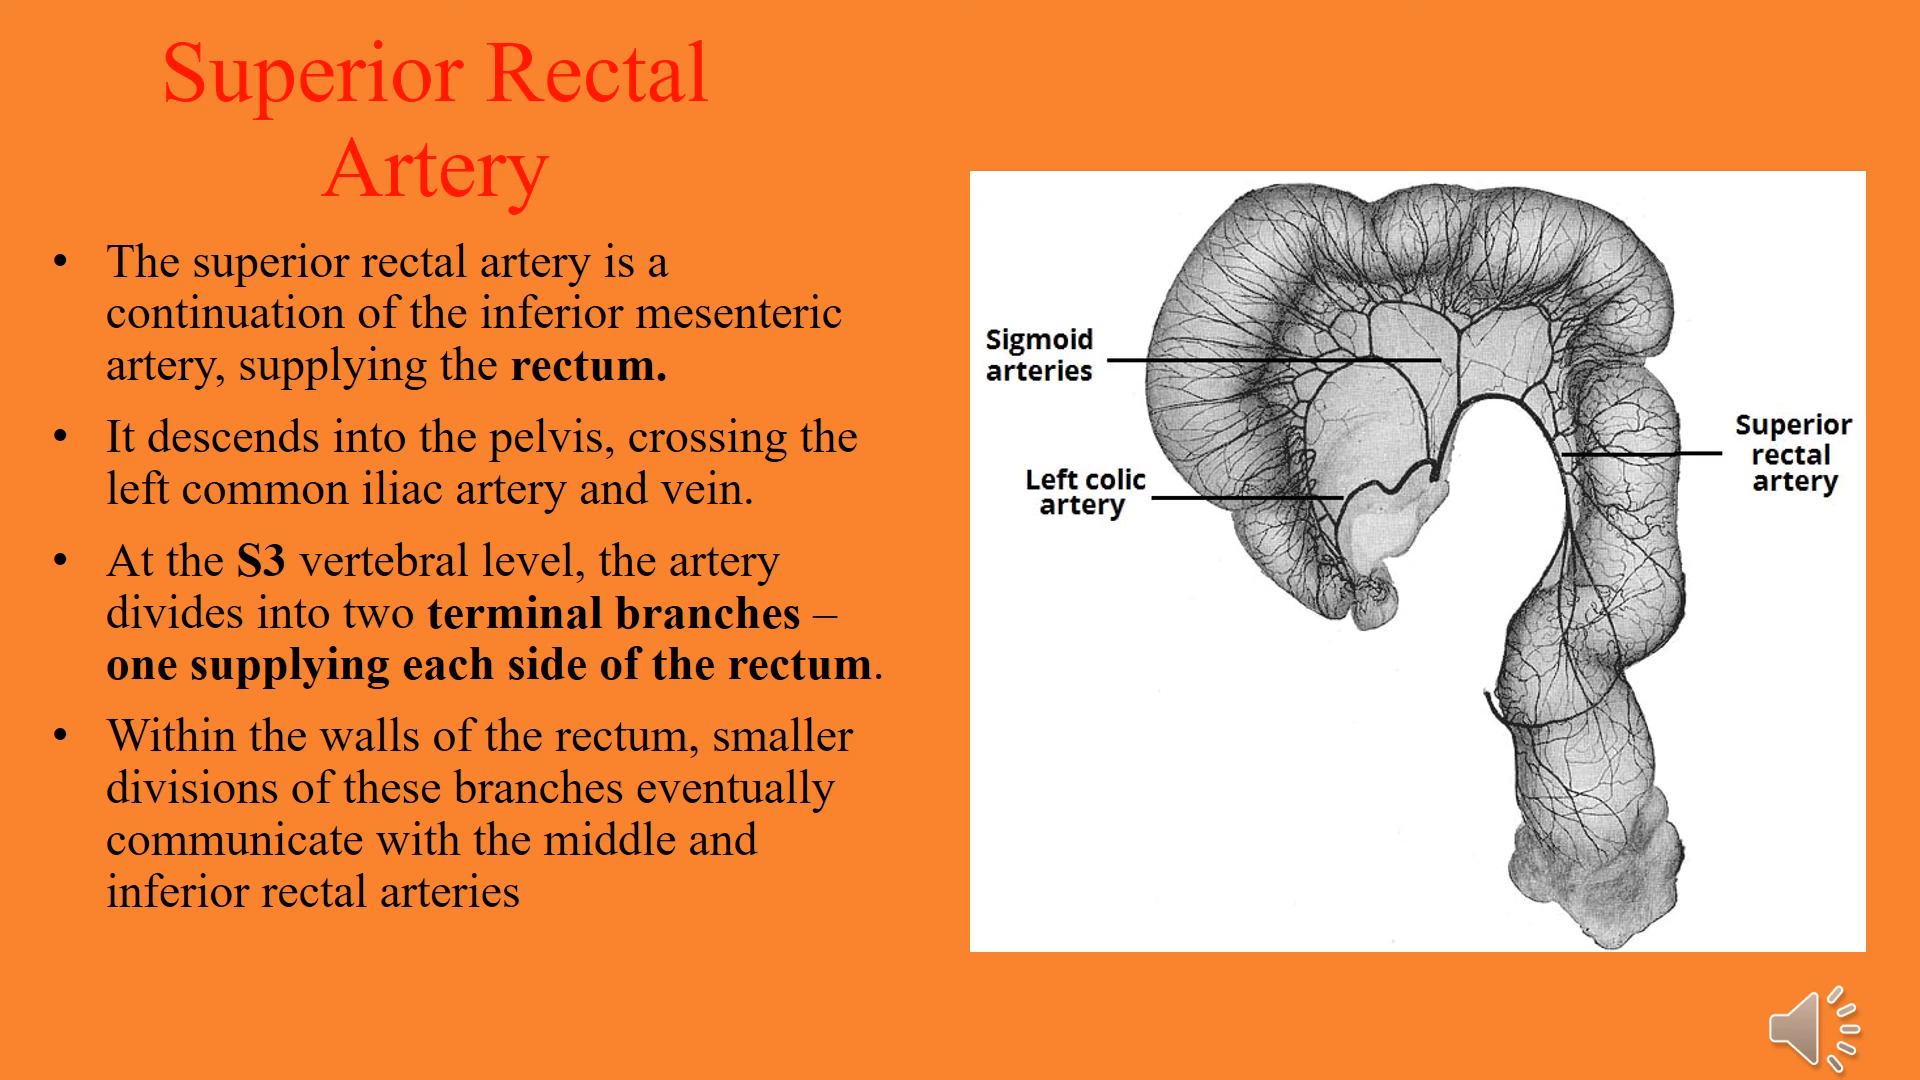 Superior Rectal
Artery
• The superior rectal artery is a
continuation of the inferior mesenteric
artery, supplying the rectum.
• It descends into the pelvis, crossing the
left common iliac artery and vein.
• At the S3 vertebral level, the artery
divides into two terminal branches –
one supplying each side of the rectum.
• Within the walls of the rectum, smaller
divisions of these branches eventually
communicate with the middle and
inferior rectal arteries
Sigmoid
arteries
Left colic
artery
Superior
rectal
artery